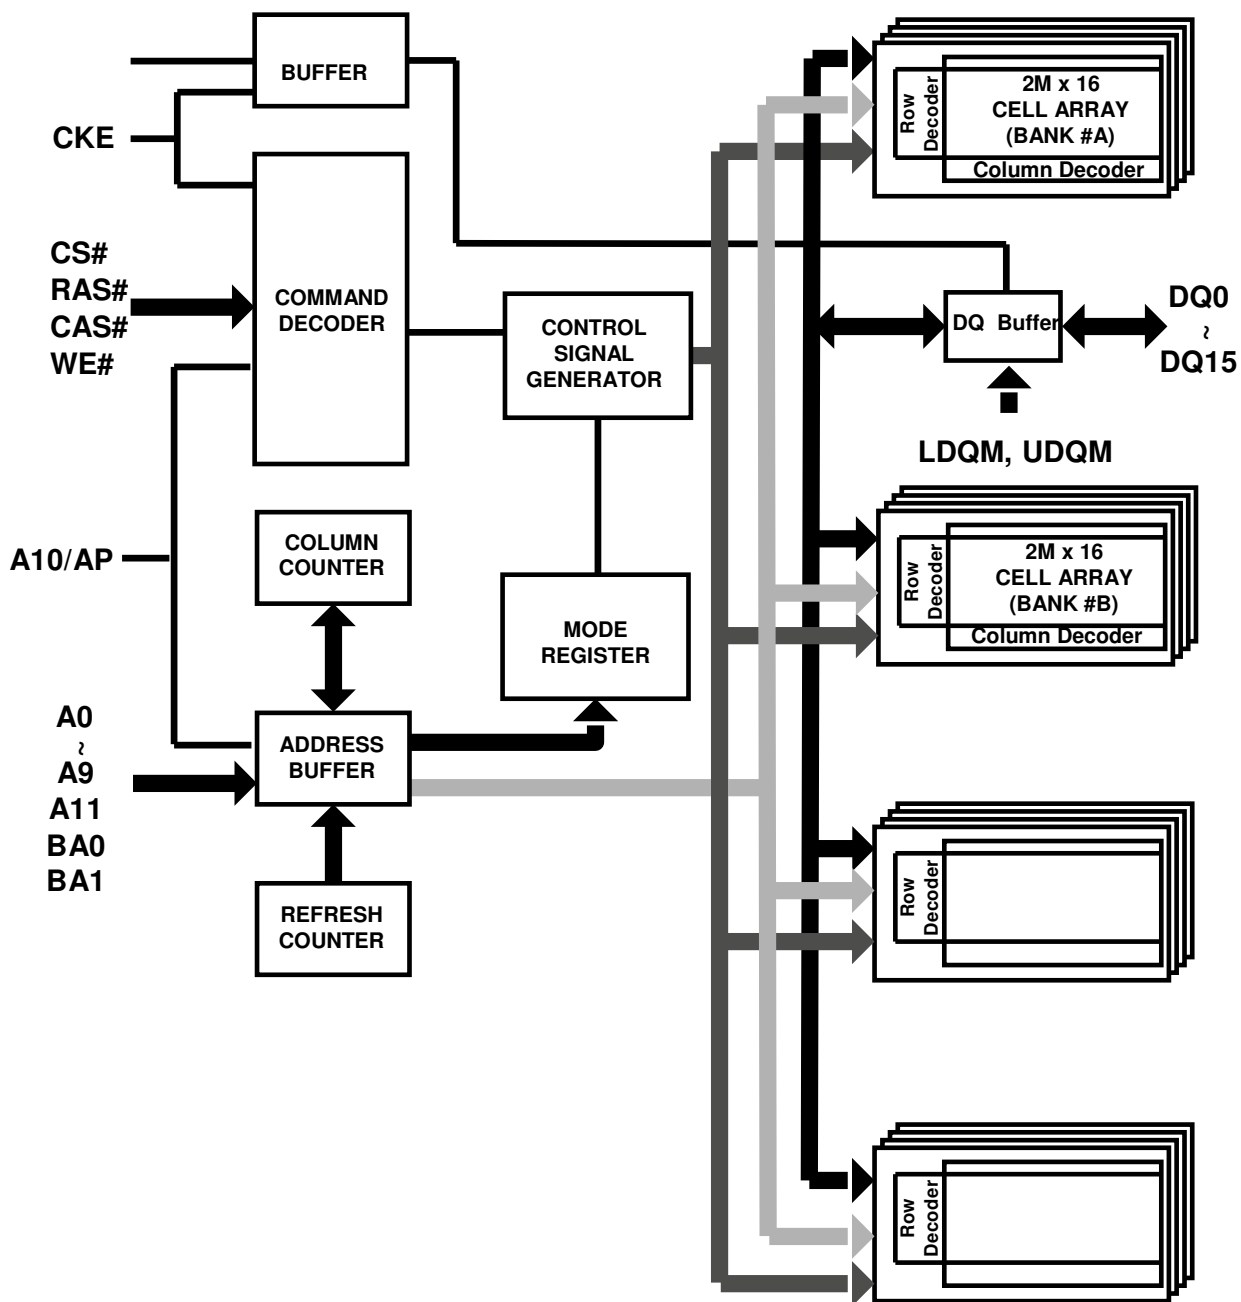 BUFFER
CKE
CS#
RAS#
CAS#
WE#
COMMAND
DECODER
CONTROL
SIGNAL
GENERATOR
A10/AP
COLUMN
COUNTER
MODE
REGISTER
A0
~
A9
A11
BA0
BA1
ADDRESS
BUFFER
REFRESH
COUNTER
Row
Decoder
2M x 16
CELL ARRAY
(BANK #A)
Column Decoder
DQ Buffer
DQ0
~
DQ15
LDQM, UDQM
Row
Decoder
2M x 16
CELL ARRAY
(BANK #B)
Column Decoder
Row
Decoder
Row
Decoder